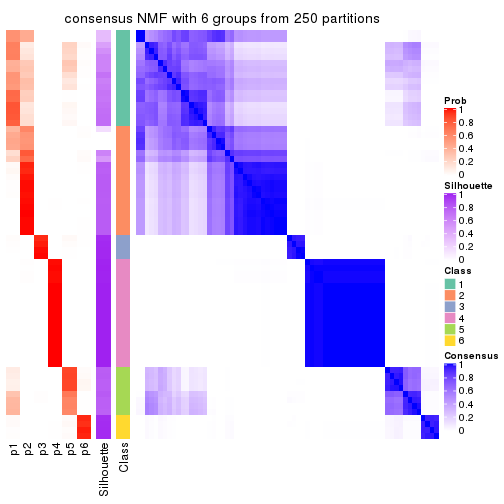 consensus NMF with 6 groups from 250 partitions
Prob
1
0.8
0.6
0.4
0.2
0
Silhouette
1
0.8
0.6
0.4
0.2
0
Class
1
2
3
4
5
6
Consensus
1
0.8
0.6
0.4
0.2
0
p1
p2
p3
p4
p5
p6
Silhouette
Class